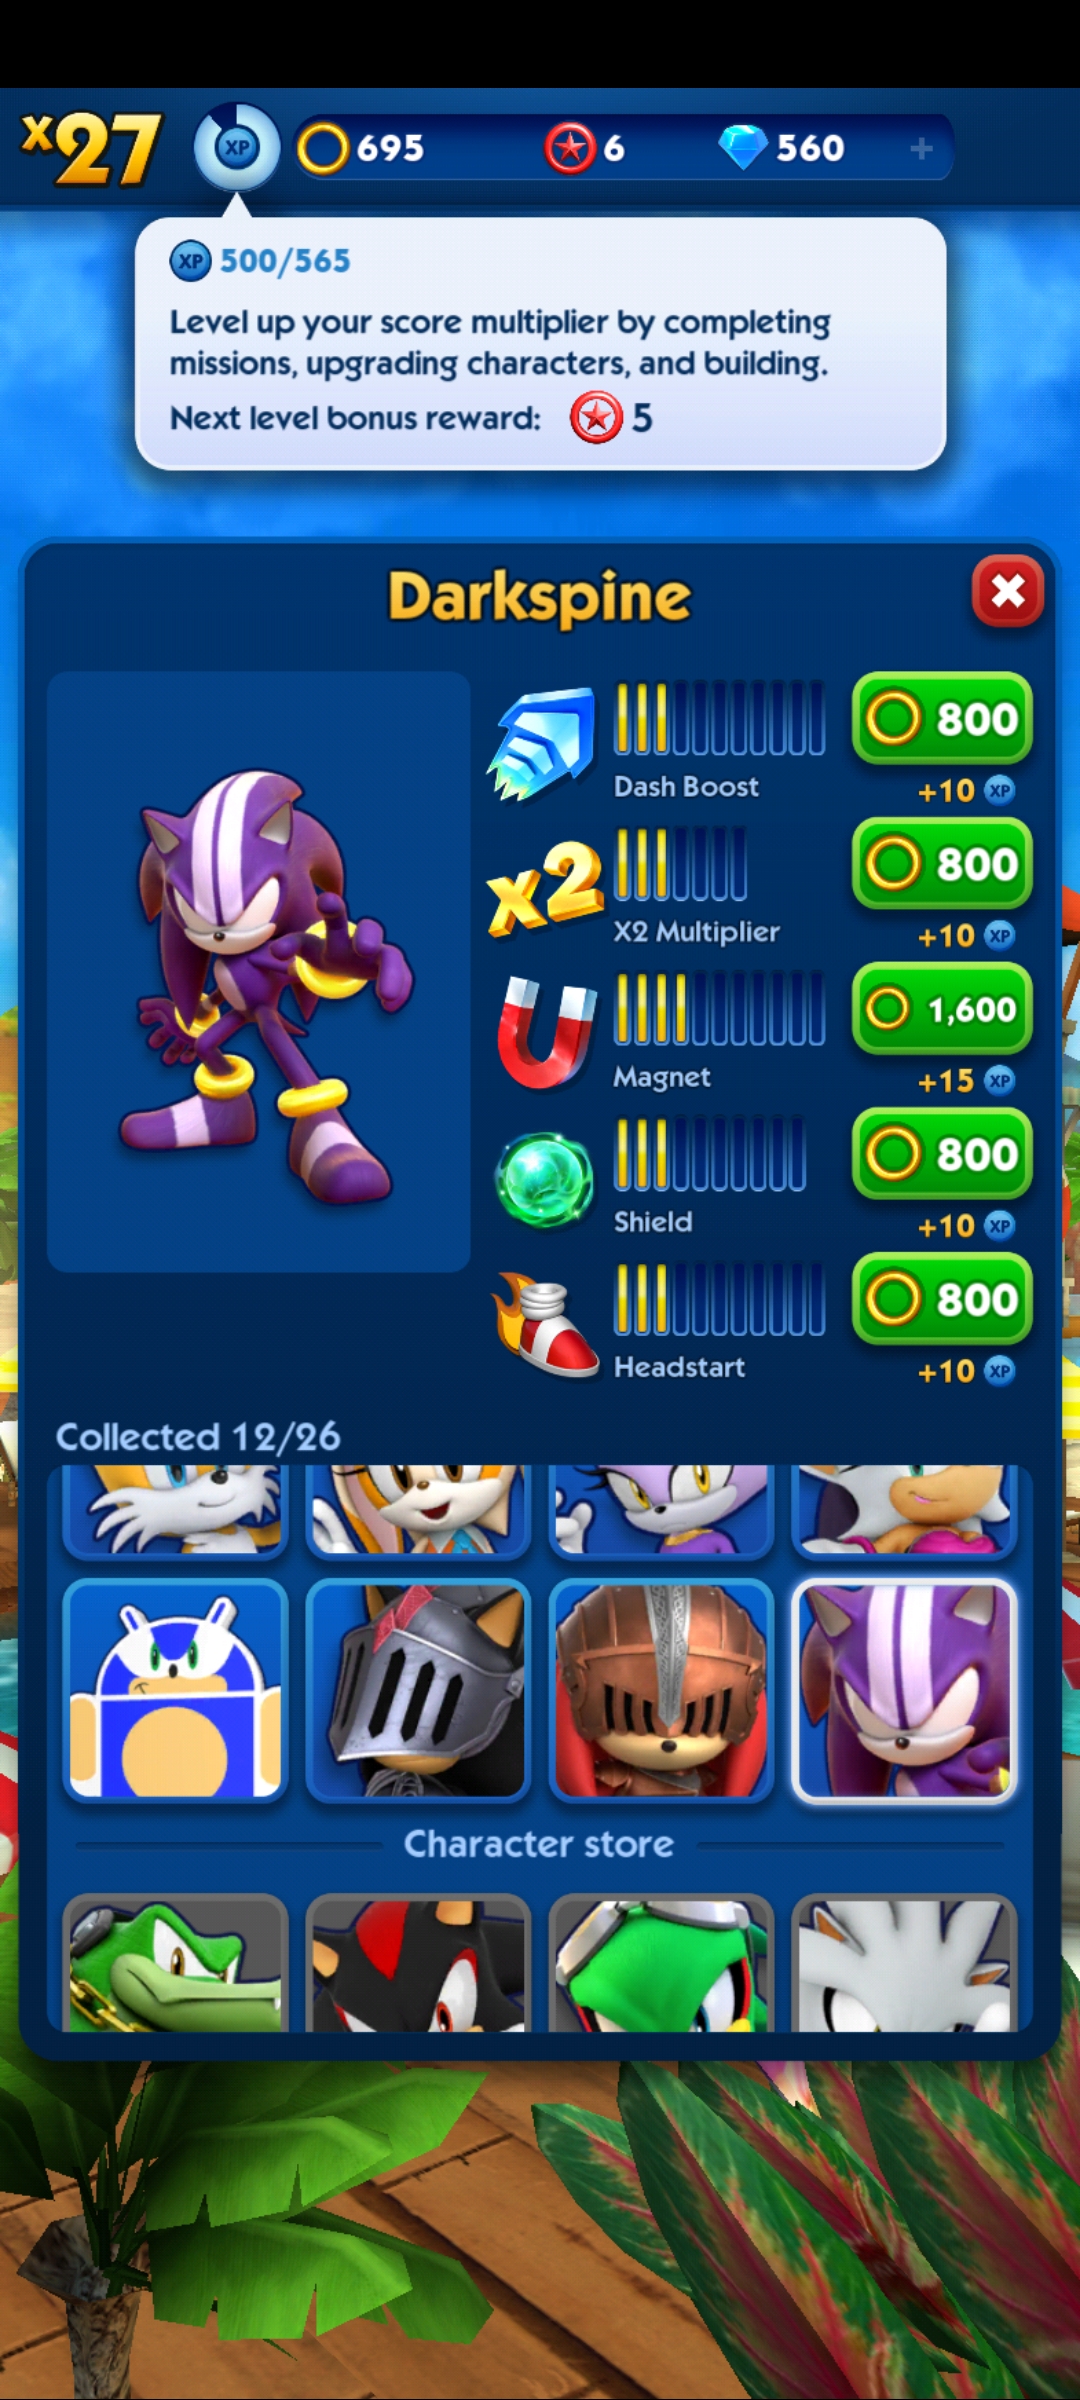 x27
XP
695
6
560
+
XP 500/565
Level up your score multiplier by completing
missions, upgrading characters, and building.
Next level bonus reward: 5
Darkspine
800
Dash Boost
+10 XP
x2
800
X2 Multiplier
+10 XP
1,600
Magnet
+15 XP
800
Shield
+10 XP
800
Headstart
+10 XP
Collected 12/26
Character store